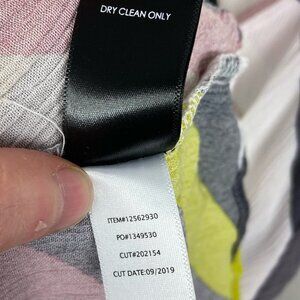 DRY CLEAN ONLY
ITEM#12562930
PO#1349530
CUT#202154
CUT DATE:09/2019